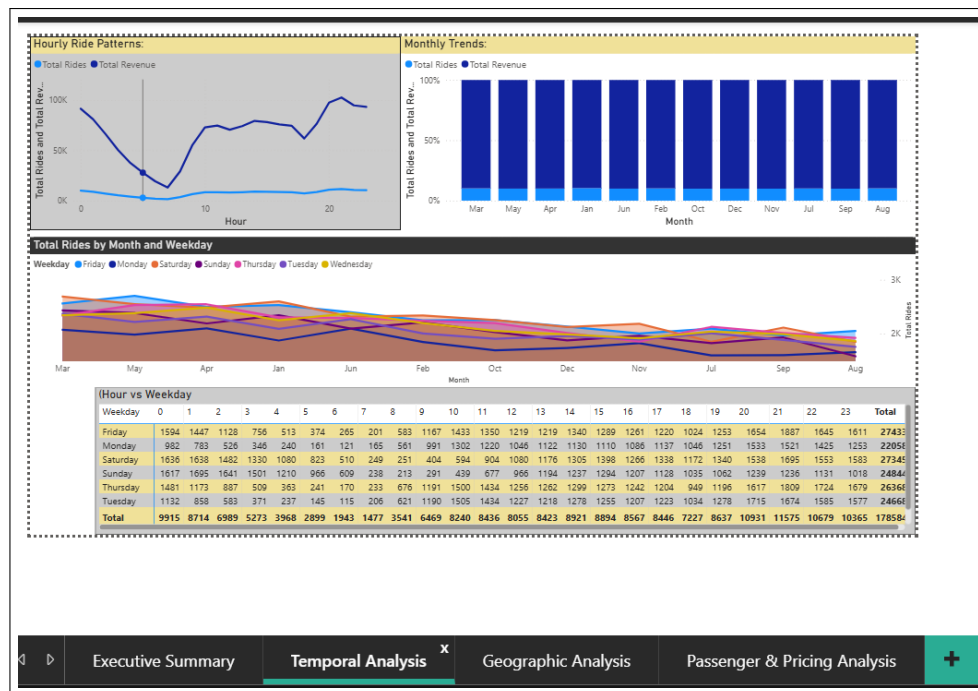 Hourly Ride Patterns:
Total Rides Total Revenue
Total Rides and Total Rev...
100K
50K
0K
0 10 20
Hour
Monthly Trends:
Total Rides Total Revenue
Total Rides and Total Rev...
100%
50%
0%
Mar May Apr Jan Jun Feb Oct Dec Nov Jul Sep Aug
Month
Total Rides by Month and Weekday
Weekday Friday Monday Saturday Sunday Thursday Tuesday Wednesday
3K
2K
Total Rides
Mar May Apr Jan Jun Feb Oct Dec Nov Jul Sep Aug
Month
(Hour vs Weekday
Weekday 0 1 2 3 4 5 6 7 8 9 10 11 12 13 14 15 16 17 18 19 20 21 22 23 Total
Friday 1594 1447 1128 756 513 374 265 201 583 1167 1433 1350 1219 1219 1340 1289 1261 1220 1024 1253 1654 1887 1645 1611 27433
Monday 982 783 526 346 240 161 121 165 561 991 1302 1220 1046 1122 1130 1110 1086 1137 1046 1251 1533 1521 1425 1253 22058
Saturday 1636 1638 1482 1330 1080 823 510 249 251 404 594 904 1080 1176 1305 1398 1266 1338 1172 1340 1538 1695 1553 1583 27345
Sunday 1617 1695 1641 1501 1210 966 609 238 213 291 439 677 966 1194 1237 1294 1207 1128 1035 1062 1239 1236 1131 1018 24844
Thursday 1481 1173 887 509 363 241 170 233 676 1191 1500 1434 1256 1262 1299 1273 1242 1204 949 1196 1617 1809 1724 1679 26368
Tuesday 1132 858 583 371 237 145 115 206 621 1190 1505 1434 1227 1218 1278 1255 1207 1223 1034 1278 1715 1674 1585 1577 24668
Total 9915 8714 6989 5273 3968 2899 1943 1477 3541 6469 8240 8436 8055 8423 8921 8894 8567 8446 7227 8637 10931 11575 10679 10365 178584
Executive Summary Temporal Analysis x Geographic Analysis Passenger & Pricing Analysis +